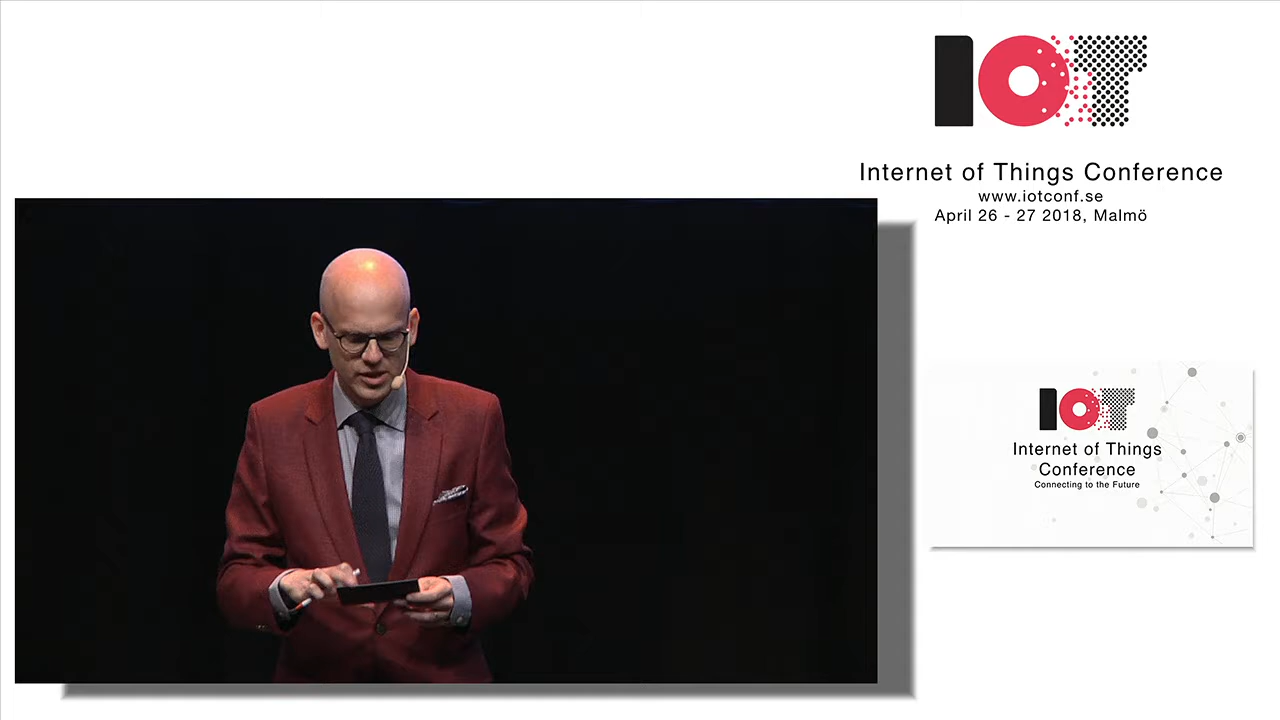 IOT
Internet of Things Conference
www.iotconf.se
April 26 - 27 2018, Malmö
IOT
Internet of Things
Conference
Connecting to the Future